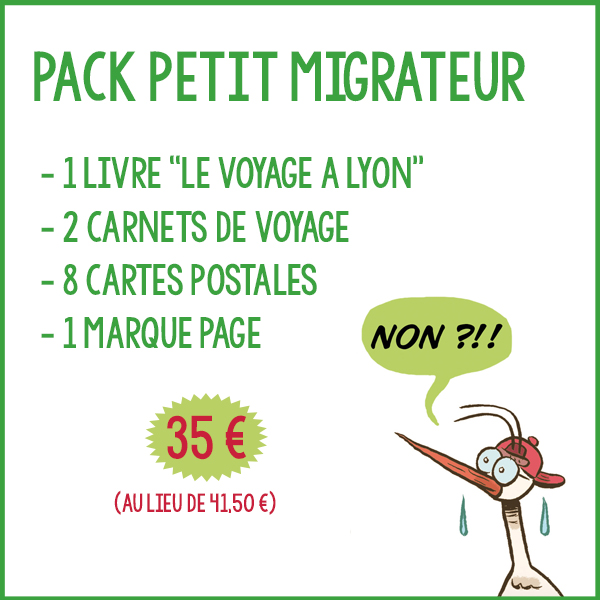 PACK PETIT MIGRATEUR
- 1 LIVRE “LE VOYAGE A LYON”
- 2 CARNETS DE VOYAGE
- 8 CARTES POSTALES
- 1 MARQUE PAGE
NON ?!!
35 €
(AU LIEU DE 41,50 €)